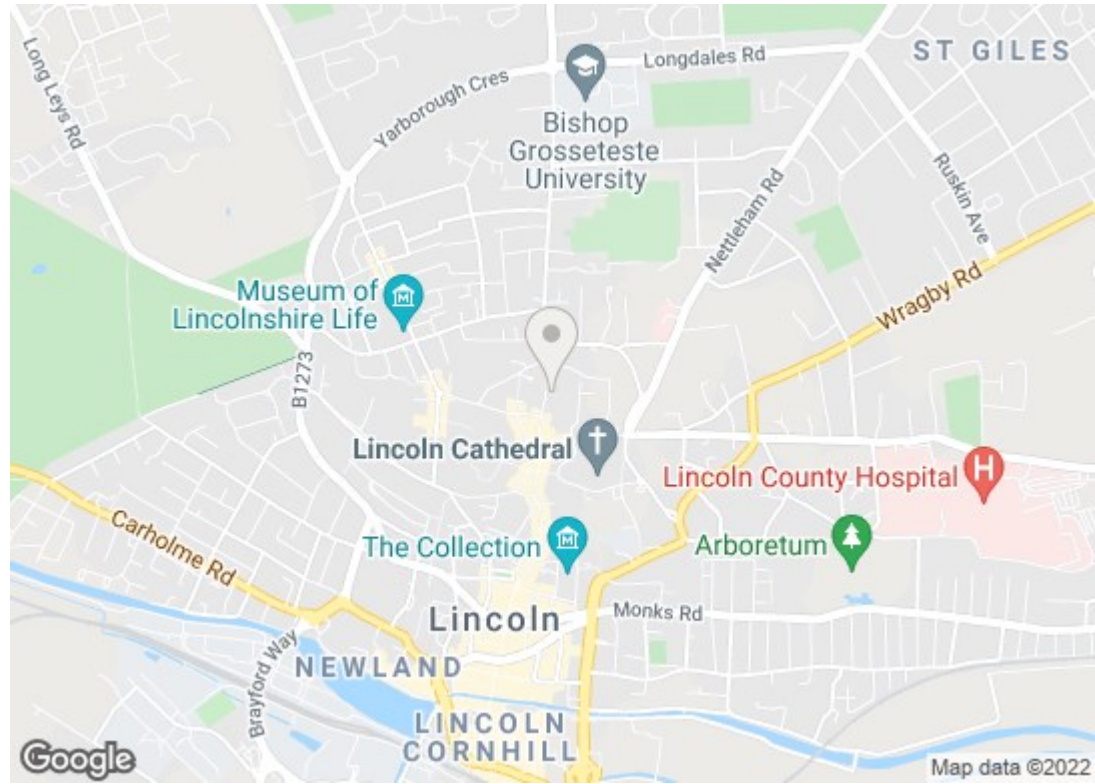 Long Leys Rd
Yarborough Cres
Longdales Rd
ST GILES
Bishop
Grosseteste
University
Nettleham Rd
Ruskin Ave
Museum of
Lincolnshire Life
M
Wragby Rd
B1273
Lincoln Cathedral
Lincoln County Hospital
H
Carholme Rd
The Collection
M
Arboretum
Lincoln
Monks Rd
NEWLAND
Brayford Way
LINCOLN
CORNHILL
Google
Map data ©2022